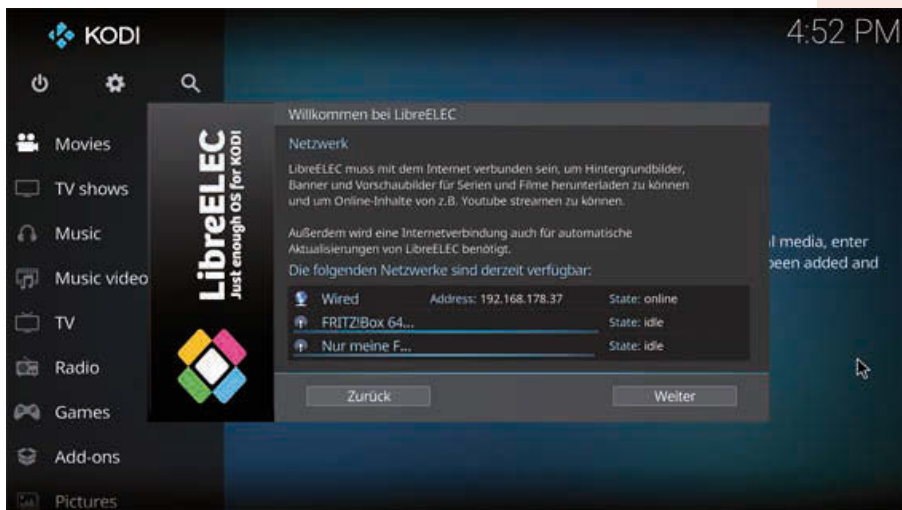 KODI
4:52 PM
Movies
TV shows
Music
Music video
TV
Radio
Games
Add-ons
Pictures
LibreELEC
Just enough OS for KODI
Willkommen bei LibreELEC
Netzwerk
LibreELEC muss mit dem Internet verbunden sein, um Hintergrundbilder,
Banner und Vorschaubilder für Serien und Filme herunterladen zu können
und um Online-Inhalte von z.B. Youtube streamen zu können.
Außerdem wird eine Internetverbindung auch für automatische
Aktualisierungen von LibreELEC benötigt.
Die folgenden Netzwerke sind derzeit verfügbar:
Wired Address: 192.168.178.37 State: online
FRITZ!Box 64... State: idle
Nur meine F... State: idle
Zurück Weiter
l media, enter
been added and